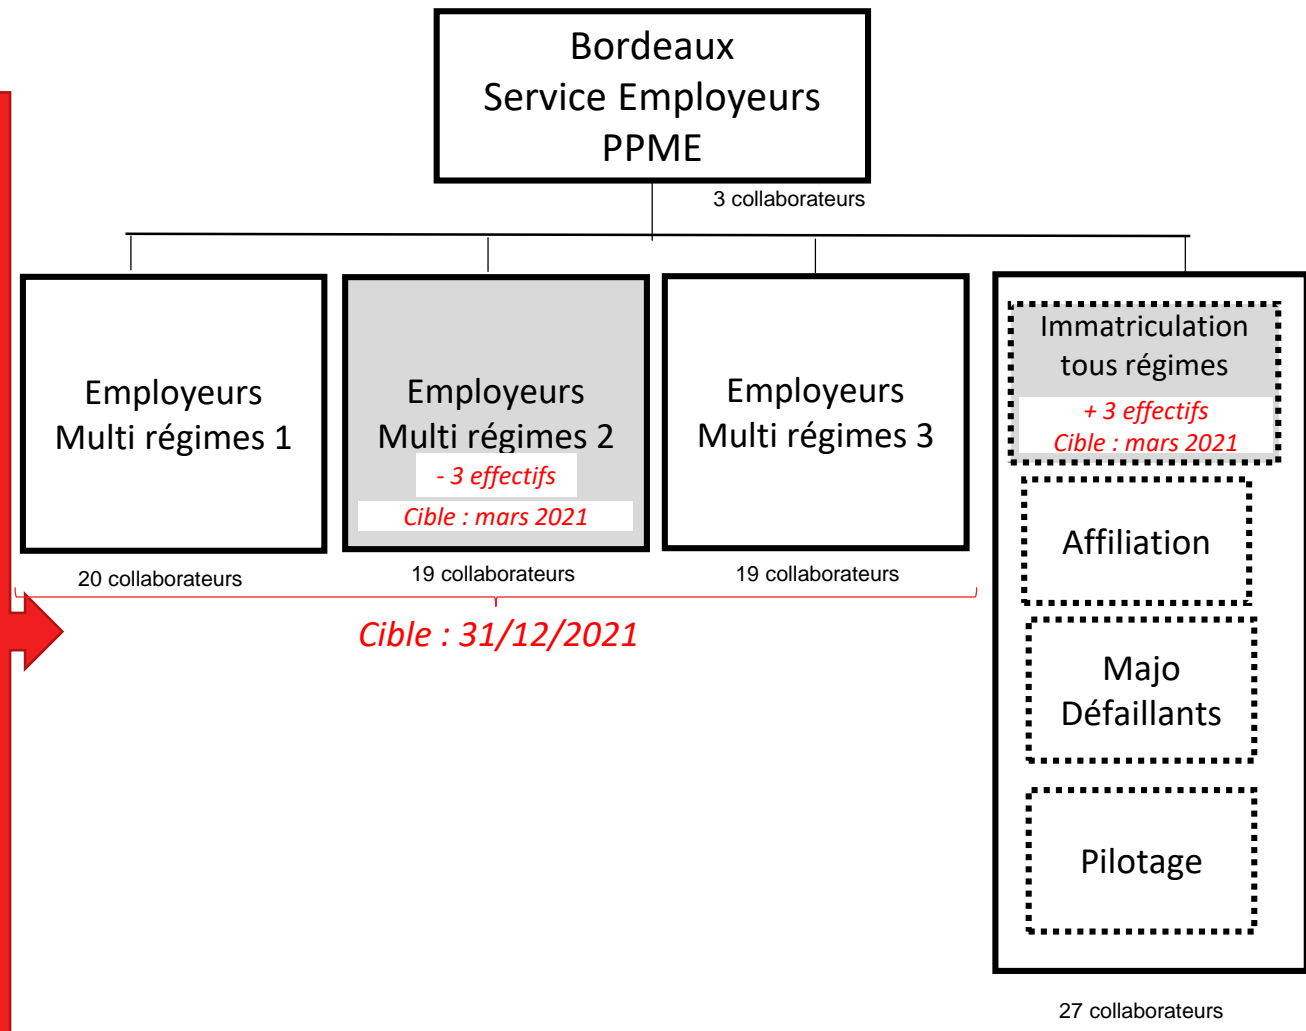 Bordeaux
Service Employeurs
PPME
3 collaborateurs
Employeurs
Multi régimes 1
20 collaborateurs
Employeurs
Multi régimes 2
- 3 effectifs
Cible : mars 2021
19 collaborateurs
Employeurs
Multi régimes 3
19 collaborateurs
Cible : 31/12/2021
Immatriculation
tous régimes
+ 3 effectifs
Cible : mars 2021
Affiliation
Majo
Défaillants
Pilotage
27 collaborateurs